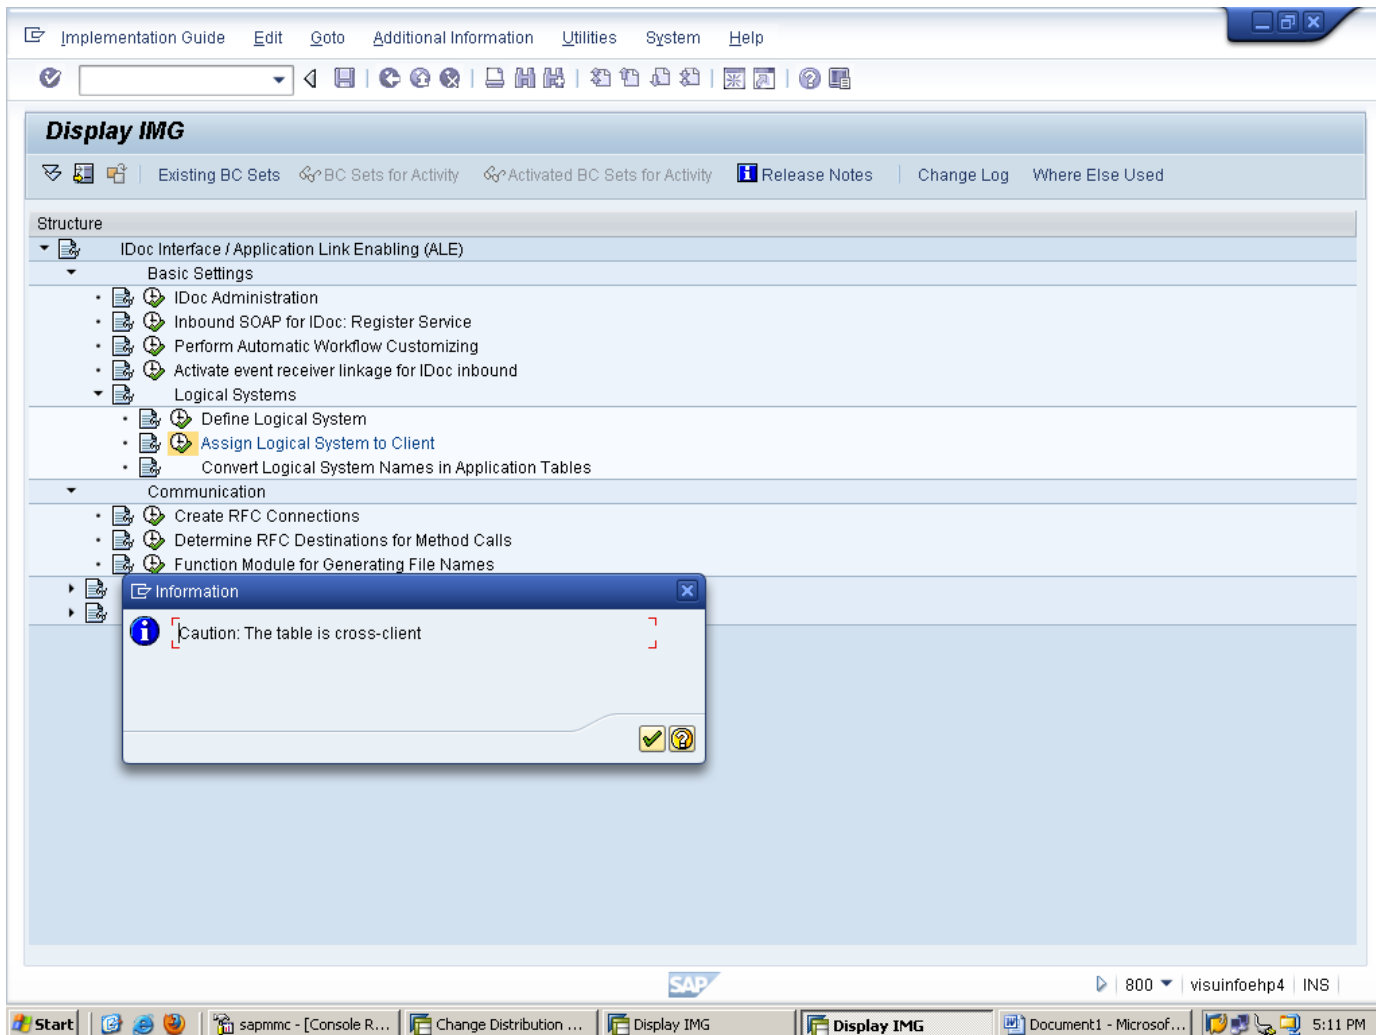 Implementation Guide Edit Goto Additional Information Utilities System Help
Display IMG
Existing BC Sets BC Sets for Activity Activated BC Sets for Activity Release Notes Change Log Where Else Used
Structure
IDoc Interface / Application Link Enabling (ALE)
Basic Settings
IDoc Administration
Inbound SOAP for IDoc: Register Service
Perform Automatic Workflow Customizing
Activate event receiver linkage for IDoc inbound
Logical Systems
Define Logical System
Assign Logical System to Client
Convert Logical System Names in Application Tables
Communication
Create RFC Connections
Determine RFC Destinations for Method Calls
Function Module for Generating File Names
Information
Caution: The table is cross-client
SAP
800 visuinfoehp4 INS
Start sapmmc - [Console R... Change Distribution ... Display IMG Display IMG Document1 - Microsof... 5:11 PM